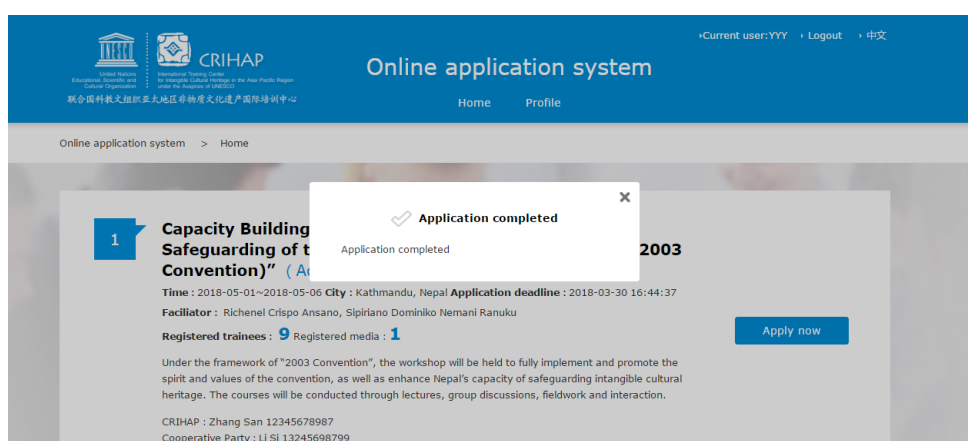 ›Current user:YYY › Logout › 中文
UNESCO
United Nations
Educational, Scientific and
Cultural Organization
CRIHAP
International Training Center
for Intangible Cultural Heritage in the Asia-Pacific Region
under the Auspices of UNESCO
联合国科教文组织亚太地区非物质文化遗产国际培训中心
Online application system
Home Profile
Online application system > Home
×
Application completed
Application completed
1
Capacity Building
Safeguarding of t 2003
Convention)” ( Ac
Time : 2018-05-01~2018-05-06 City : Kathmandu, Nepal Application deadline : 2018-03-30 16:44:37
Faciliator : Richenel Crispo Ansano, Sipiriano Dominiko Nemani Ranuku
Registered trainees : 9 Registered media : 1
Apply now
Under the framework of “2003 Convention”, the workshop will be held to fully implement and promote the
spirit and values of the convention, as well as enhance Nepal’s capacity of safeguarding intangible cultural
heritage. The courses will be conducted through lectures, group discussions, fieldwork and interaction.
CRIHAP : Zhang San 12345678987
Cooperative Party : Li Si 13245698799